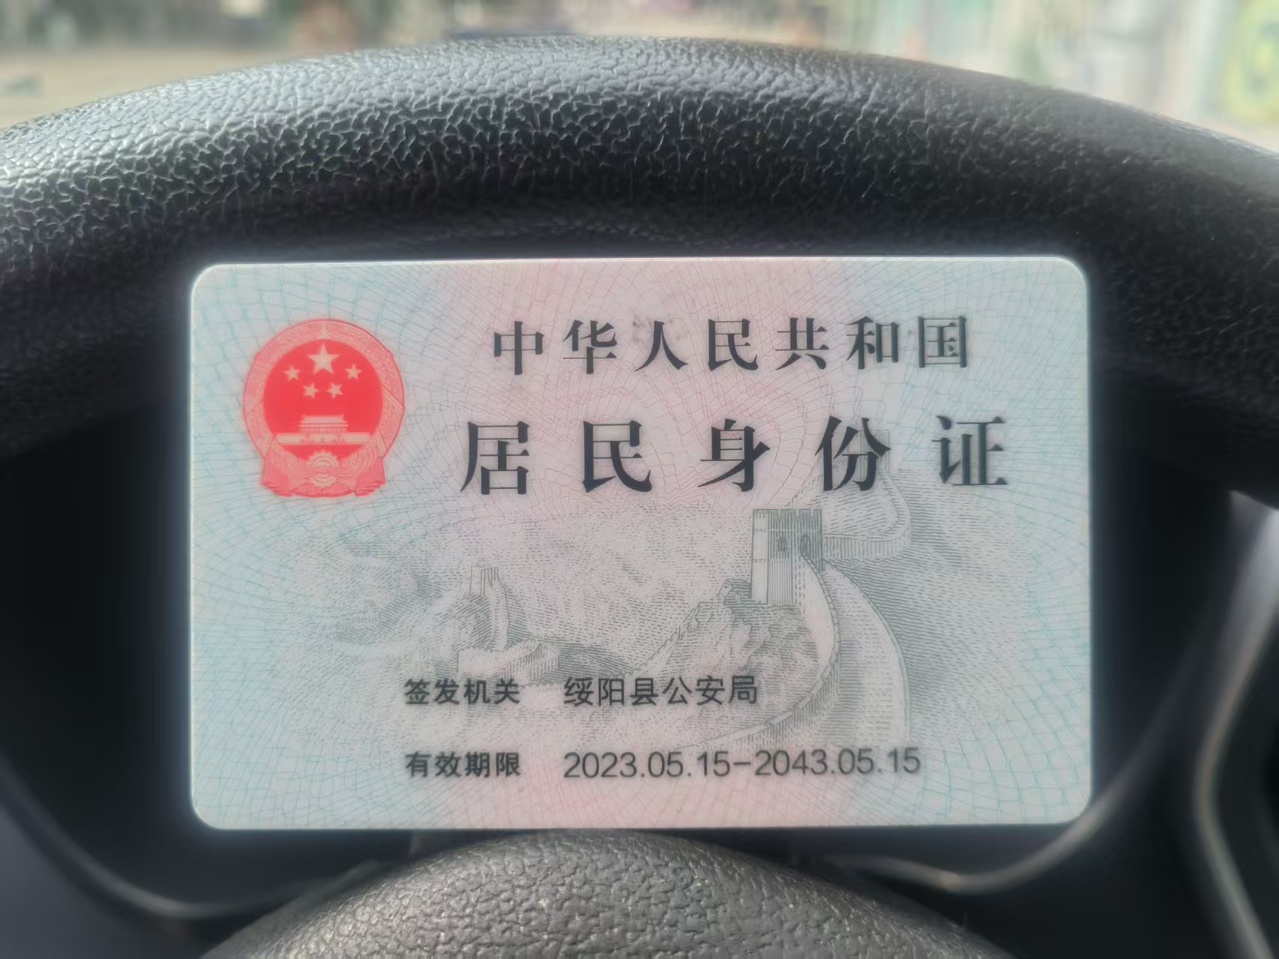 中华人民共和国
居民身份证
签发机关 绥阳县公安局
有效期限 2023.05.15-2043.05.15